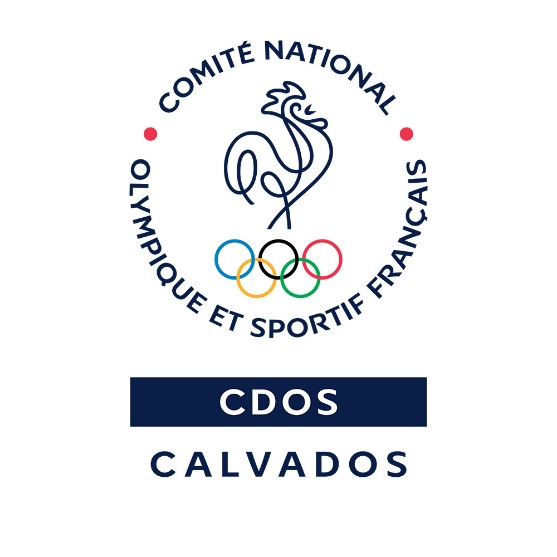 COMITÉ NATIONAL
OLYMPIQUE ET SPORTIF FRANÇAIS
CDOS
CALVADOS